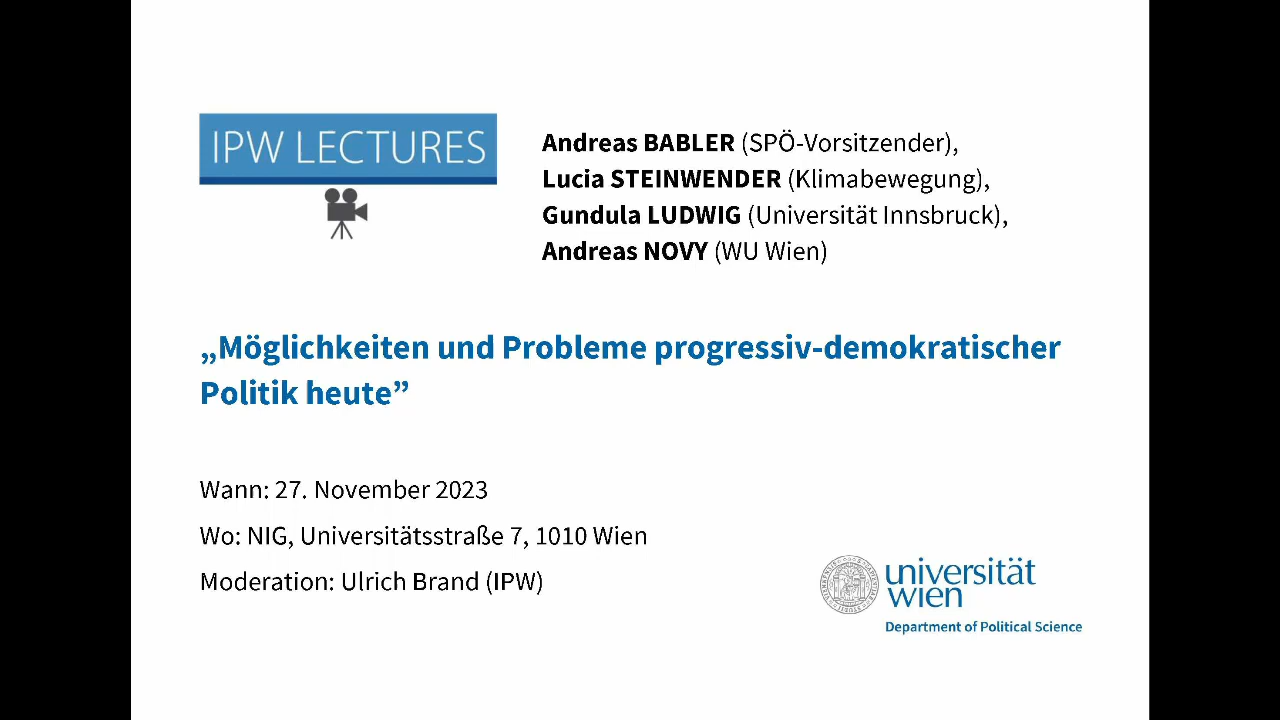 IPW LECTURES
Andreas BABLER (SPÖ-Vorsitzender),
Lucia STEINWENDER (Klimabewegung),
Gundula LUDWIG (Universität Innsbruck),
Andreas NOVY (WU Wien)
„Möglichkeiten und Probleme progressiv-demokratischer
Politik heute”
Wann: 27. November 2023
Wo: NIG, Universitätsstraße 7, 1010 Wien
Moderation: Ulrich Brand (IPW)
universität
wien
Department of Political Science